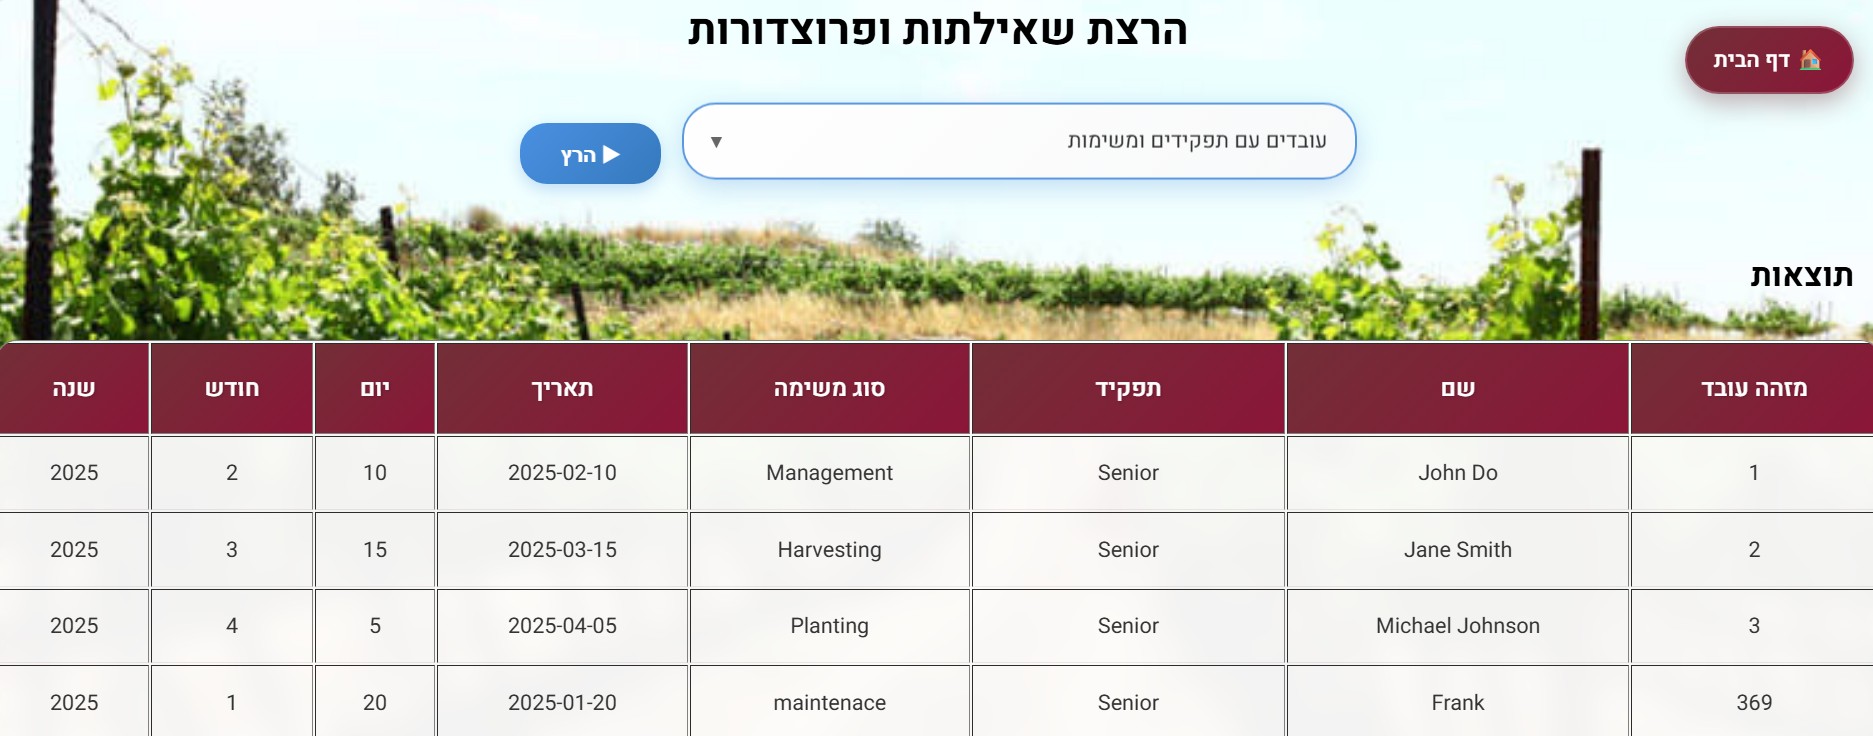 הרצת שאילתות ופרוצדורות
🏠 דף הבית
עובדים עם תפקידים ומשימות ▼
▶ הרץ
תוצאות
מזהה עובד שם תפקיד סוג משימה תאריך יום חודש שנה
1 John Do Senior Management 2025-02-10 10 2 2025
2 Jane Smith Senior Harvesting 2025-03-15 15 3 2025
3 Michael Johnson Senior Planting 2025-04-05 5 4 2025
369 Frank Senior maintenace 2025-01-20 20 1 2025